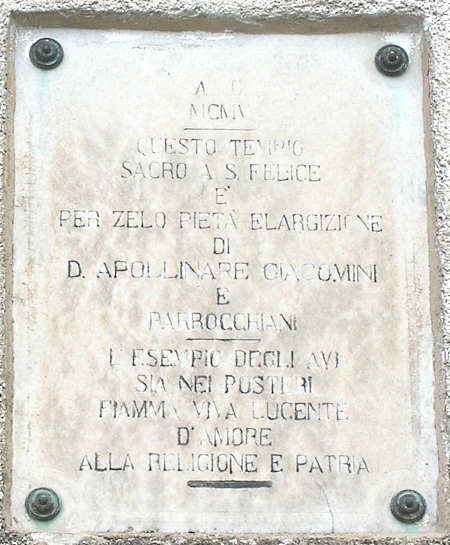 A D
MCMV
QUESTO TEMPIO
SACRO A S. FELICE
E'
PER ZELO PIETÀ ELARGIZIONE
DI
D. APOLLINARE GIACOMINI
E
PARROCCHIANI
L'ESEMPIO DEGLI AVI
SIA NEI POSTERI
FIAMMA VIVA LUCENTE
D'AMORE
ALLA RELIGIONE E PATRIA